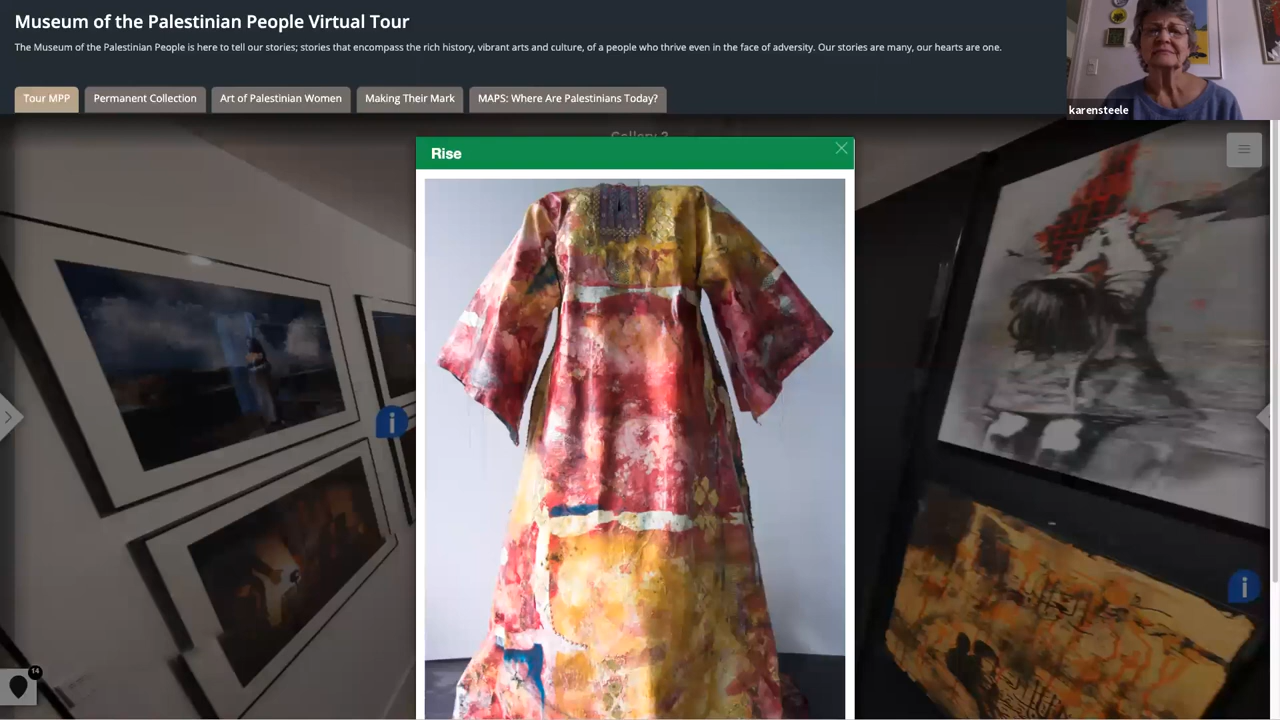 Museum of the Palestinian People Virtual Tour
The Museum of the Palestinian People is here to tell our stories; stories that encompass the rich history, vibrant arts and culture, of a people who thrive even in the face of adversity. Our stories are many, our hearts are one.
karensteele
Tour MPP
Permanent Collection
Art of Palestinian Women
Making Their Mark
MAPS: Where Are Palestinians Today?
Gallery 2
Rise
i
i
14